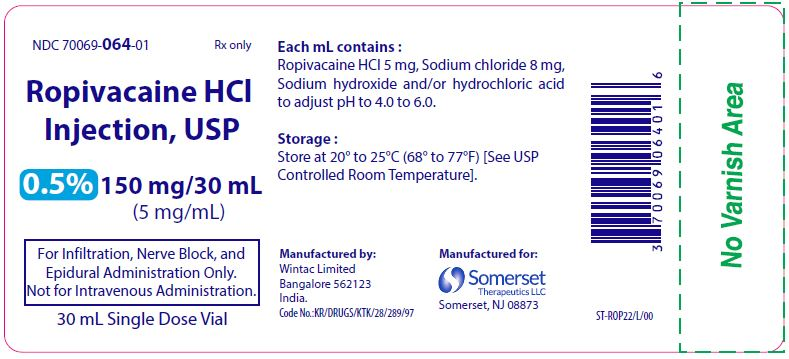 NDC 70069-064-01
Rx only
Ropivacaine HCl
Injection, USP
0.5% 150 mg/30 mL
(5 mg/mL)
For Infiltration, Nerve Block, and
Epidural Administration Only.
Not for Intravenous Administration.
30 mL Single Dose Vial
Each mL contains :
Ropivacaine HCl 5 mg, Sodium chloride 8 mg,
Sodium hydroxide and/or hydrochloric acid
to adjust pH to 4.0 to 6.0.
Storage :
Store at 20° to 25°C (68° to 77°F) [See USP
Controlled Room Temperature].
Manufactured by:
Wintac Limited
Bangalore 562123
India.
Code No.:KR/DRUGS/KTK/28/289/97
Manufactured for:
Somerset
Therapeutics LLC
Somerset, NJ 08873
3 70069 06401 6
ST-ROP22/L/00
No Varnish Area